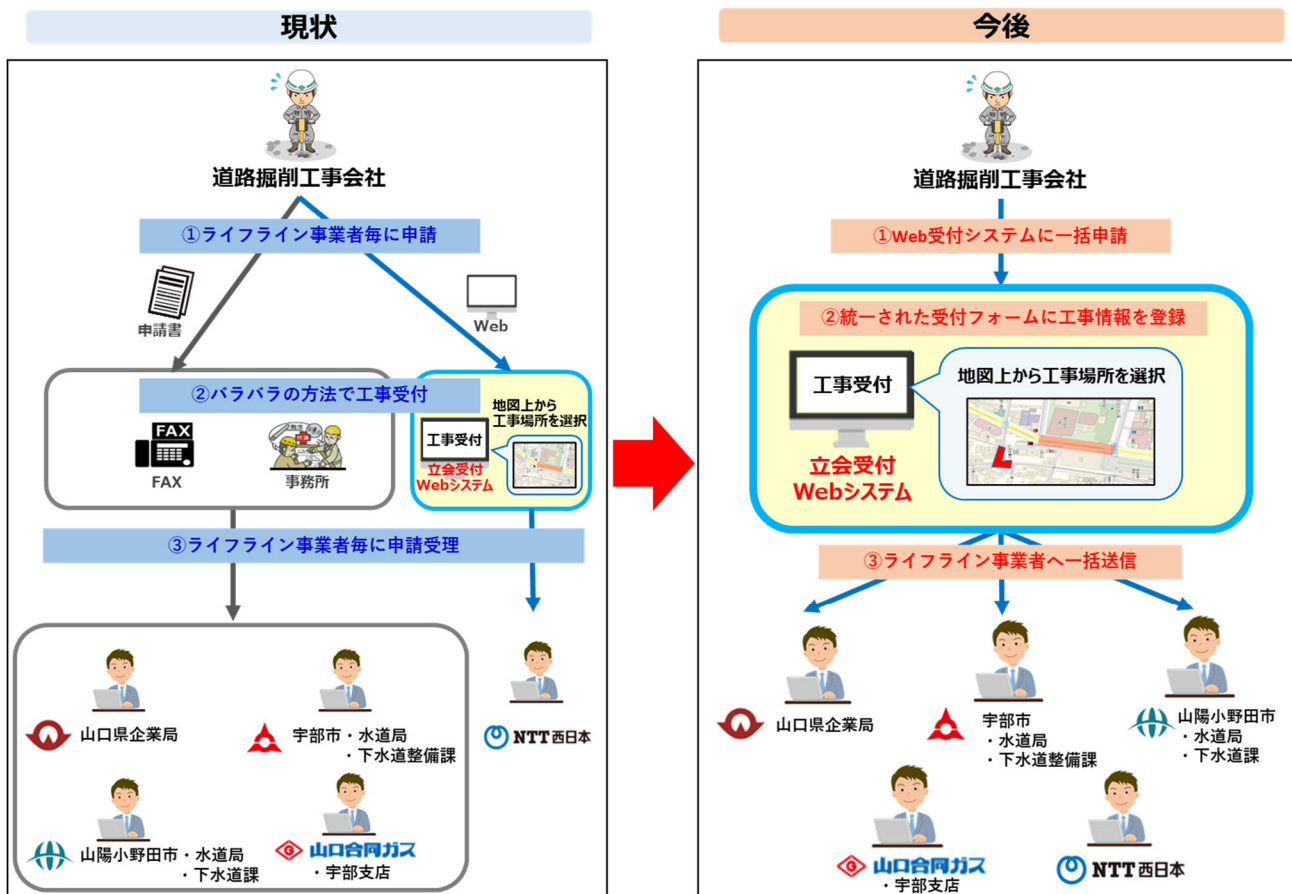 現状
道路掘削工事会社
①ライフライン事業者毎に申請
申請書
Web
②バラバラの方法で工事受付
FAX
FAX
事務所
地図上から
工事場所を選択
工事受付
立会受付
Webシステム
③ライフライン事業者毎に申請受理
山口県企業局
宇部市・水道局
・下水道整備課
NTT西日本
山陽小野田市・水道局
・下水道課
山口合同ガス
・宇部支店
今後
道路掘削工事会社
①Web受付システムに一括申請
②統一された受付フォームに工事情報を登録
工事受付
地図上から工事場所を選択
立会受付
Webシステム
③ライフライン事業者へ一括送信
山口県企業局
宇部市
・水道局
・下水道整備課
山陽小野田市
・水道局
・下水道課
山口合同ガス
・宇部支店
NTT西日本